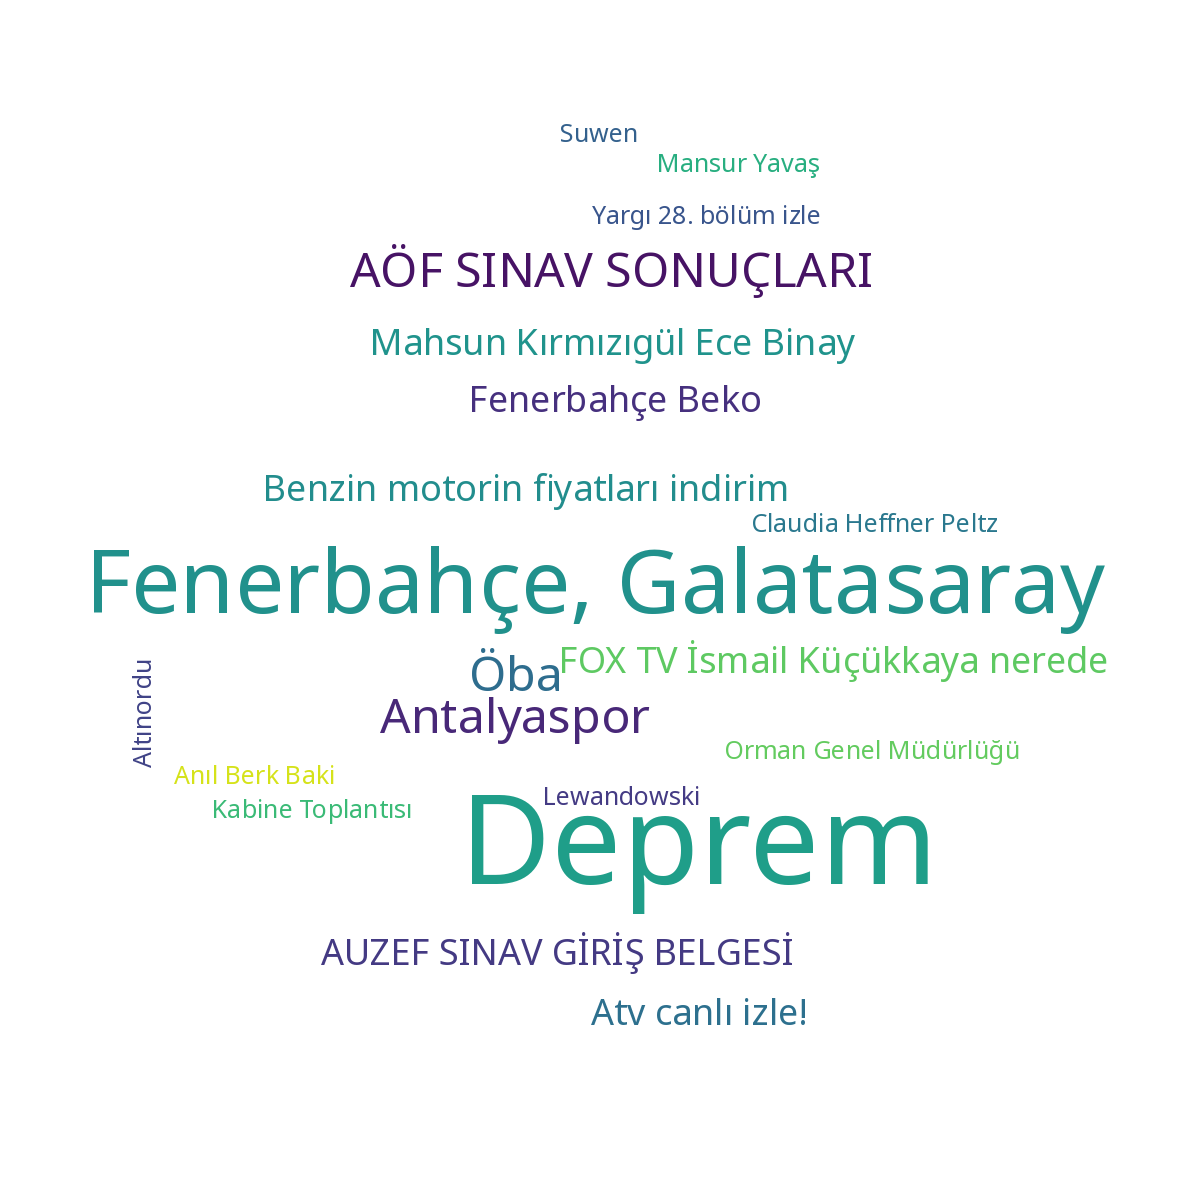 Suwen
Mansur Yavaş
Yargı 28. bölüm izle
AÖF SINAV SONUÇLARI
Mahsun Kırmızıgül Ece Binay
Fenerbahçe Beko
Benzin motorin fiyatları indirim
Claudia Heffner Peltz
Fenerbahçe, Galatasaray
Öba
FOX TV İsmail Küçükkaya nerede
Altınordu
Antalyaspor
Orman Genel Müdürlüğü
Anıl Berk Baki
Lewandowski
Kabine Toplantısı
Deprem
AUZEF SINAV GİRİŞ BELGESİ
Atv canlı izle!